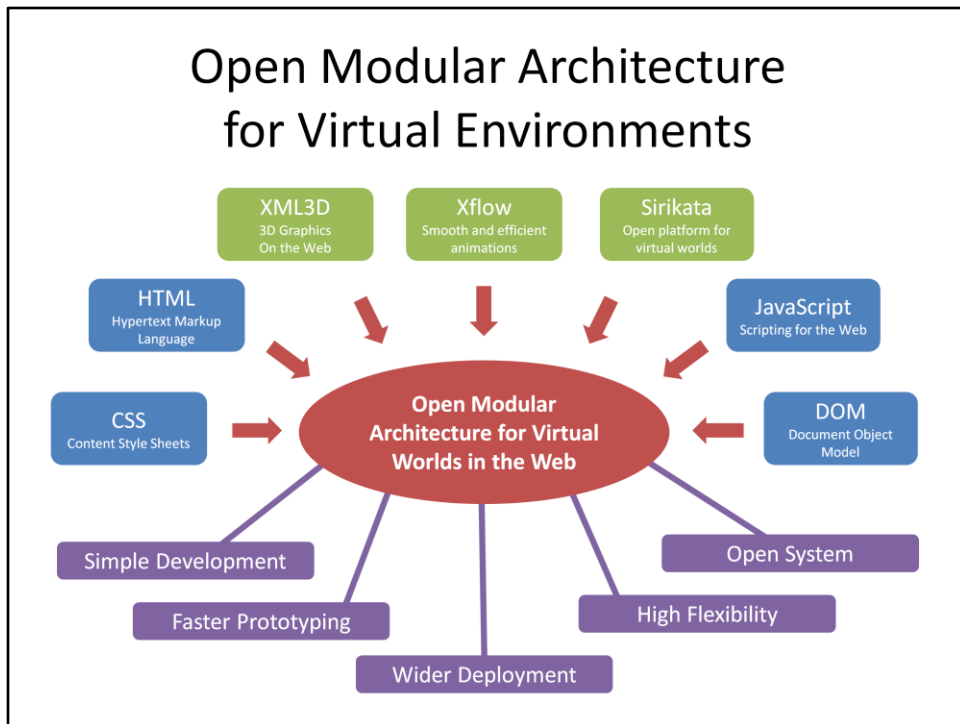 Open Modular Architecture
for Virtual Environments
XML3D
3D Graphics
On the Web
Xflow
Smooth and efficient
animations
Sirikata
Open platform for
virtual worlds
HTML
Hypertext Markup
Language
JavaScript
Scripting for the Web
CSS
Content Style Sheets
Open Modular
Architecture for Virtual
Worlds in the Web
DOM
Document Object
Model
Simple Development
Open System
Faster Prototyping
High Flexibility
Wider Deployment